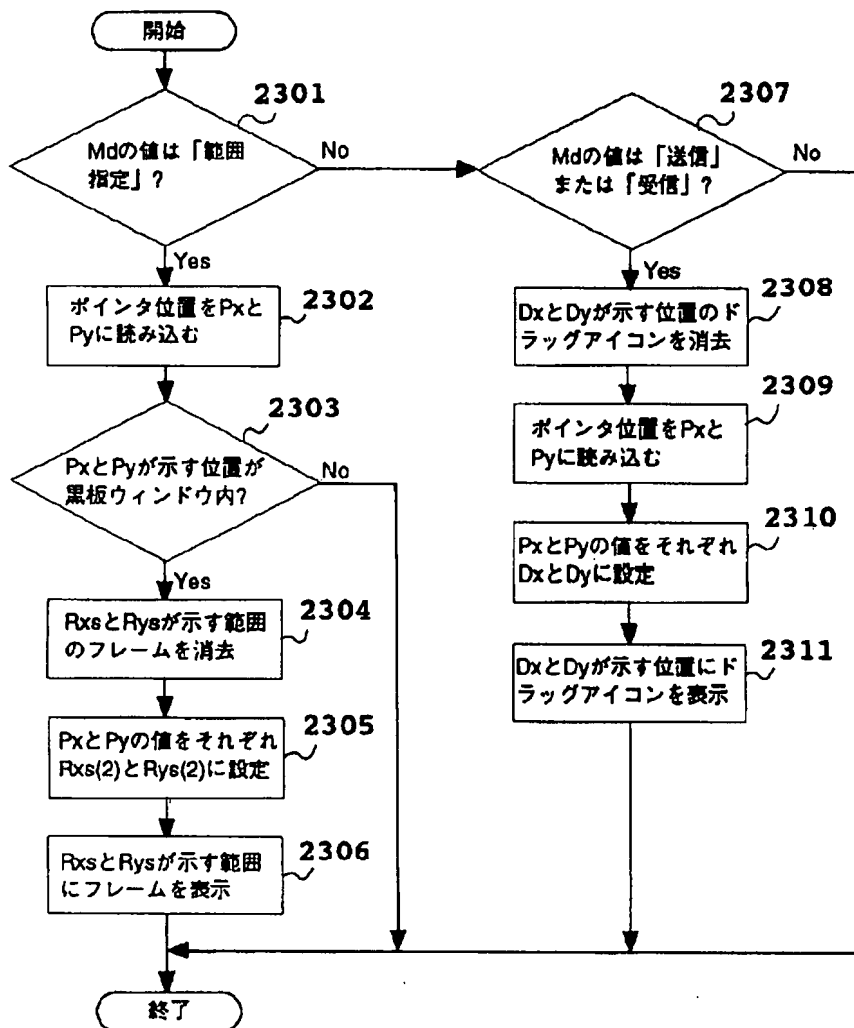 開始
2301
Mdの値は「範囲
指定」?
No
Yes
2302
ポインタ位置をPxと
Pyに読み込む
2303
PxとPyが示す位置が
黒板ウィンドウ内?
No
Yes
2304
RxsとRysが示す範囲
のフレームを消去
2305
PxとPyの値をそれぞれ
Rxs(2)とRys(2)に設定
2306
RxsとRysが示す範囲
にフレームを表示
終了
2307
Mdの値は「送信」
または「受信」?
No
Yes
2308
DxとDyが示す位置のド
ラッグアイコンを消去
2309
ポインタ位置をPxと
Pyに読み込む
2310
PxとPyの値をそれぞれ
DxとDyに設定
2311
DxとDyが示す位置にド
ラッグアイコンを表示